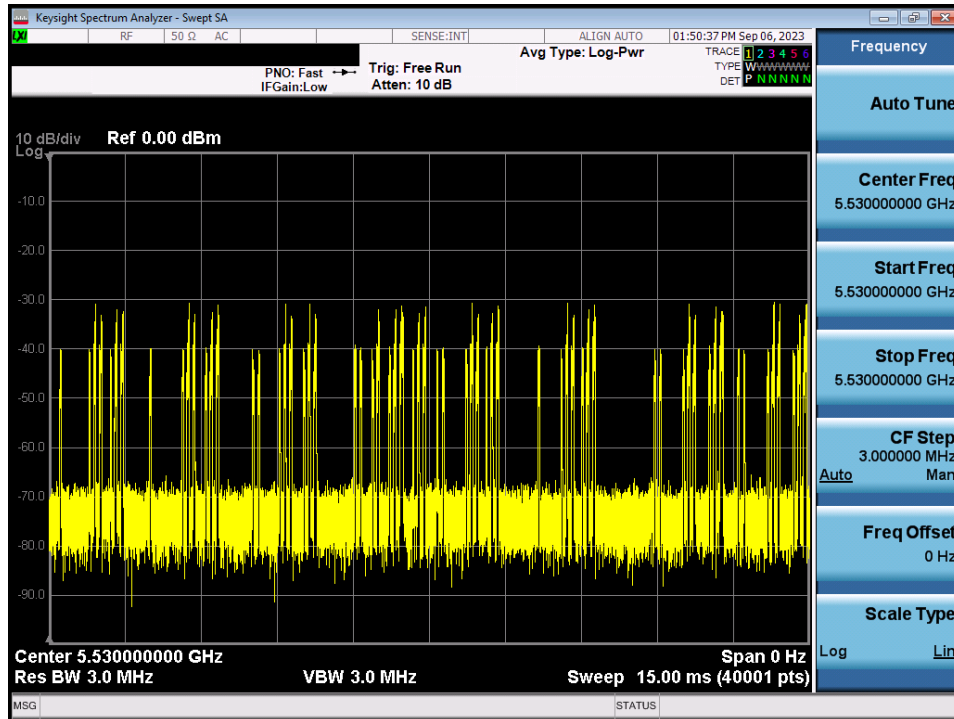 Keysight Spectrum Analyzer - Swept SA
LXI RF 50 Ω AC SENSE:INT ALIGN AUTO 01:50:37 PM Sep 06, 2023
Frequency
Avg Type: Log-Pwr
TRACE 1 2 3 4 5 6
PNO: Fast Trig: Free Run
TYPE WWWWWWW
IFGain:Low Atten: 10 dB
DET P N N N N N
Auto Tune
10 dB/div Ref 0.00 dBm
Log
-10.0
-20.0
-30.0
-40.0
-50.0
-60.0
-70.0
-80.0
-90.0
Center Freq
5.530000000 GHz
Start Freq
5.530000000 GHz
Stop Freq
5.530000000 GHz
CF Step
3.000000 MHz
Auto Man
Freq Offset
0 Hz
Scale Type
Log Lin
Center 5.530000000 GHz Span 0 Hz
Res BW 3.0 MHz VBW 3.0 MHz Sweep 15.00 ms (40001 pts)
MSG STATUS